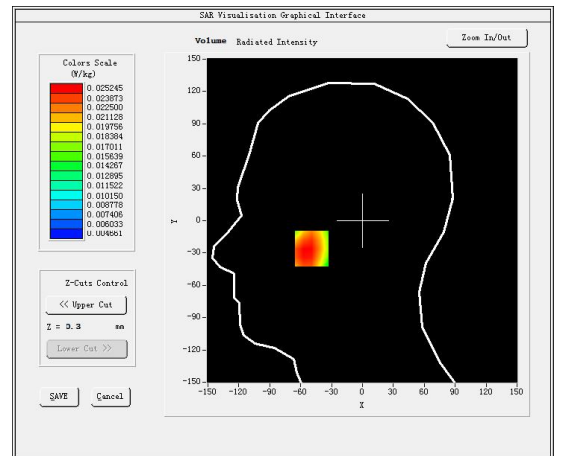 SAR Visualisation Graphical Interface
Volume Radiated Intensity
Zoom In/Out
Colors Scale
(W/kg)
0.025245
0.023873
0.022500
0.021128
0.019756
0.018384
0.017011
0.015639
0.014267
0.012895
0.011522
0.010150
0.008778
0.007406
0.006033
0.004661
Z-Cuts Control
<< Upper Cut
Z = 0.3 mm
Lower Cut >>
SAVE Cancel
150
120
90
60
30
0
-30
-60
-90
-120
-150
Y
-150 -120 -90 -60 -30 0 30 60 90 120 150
X